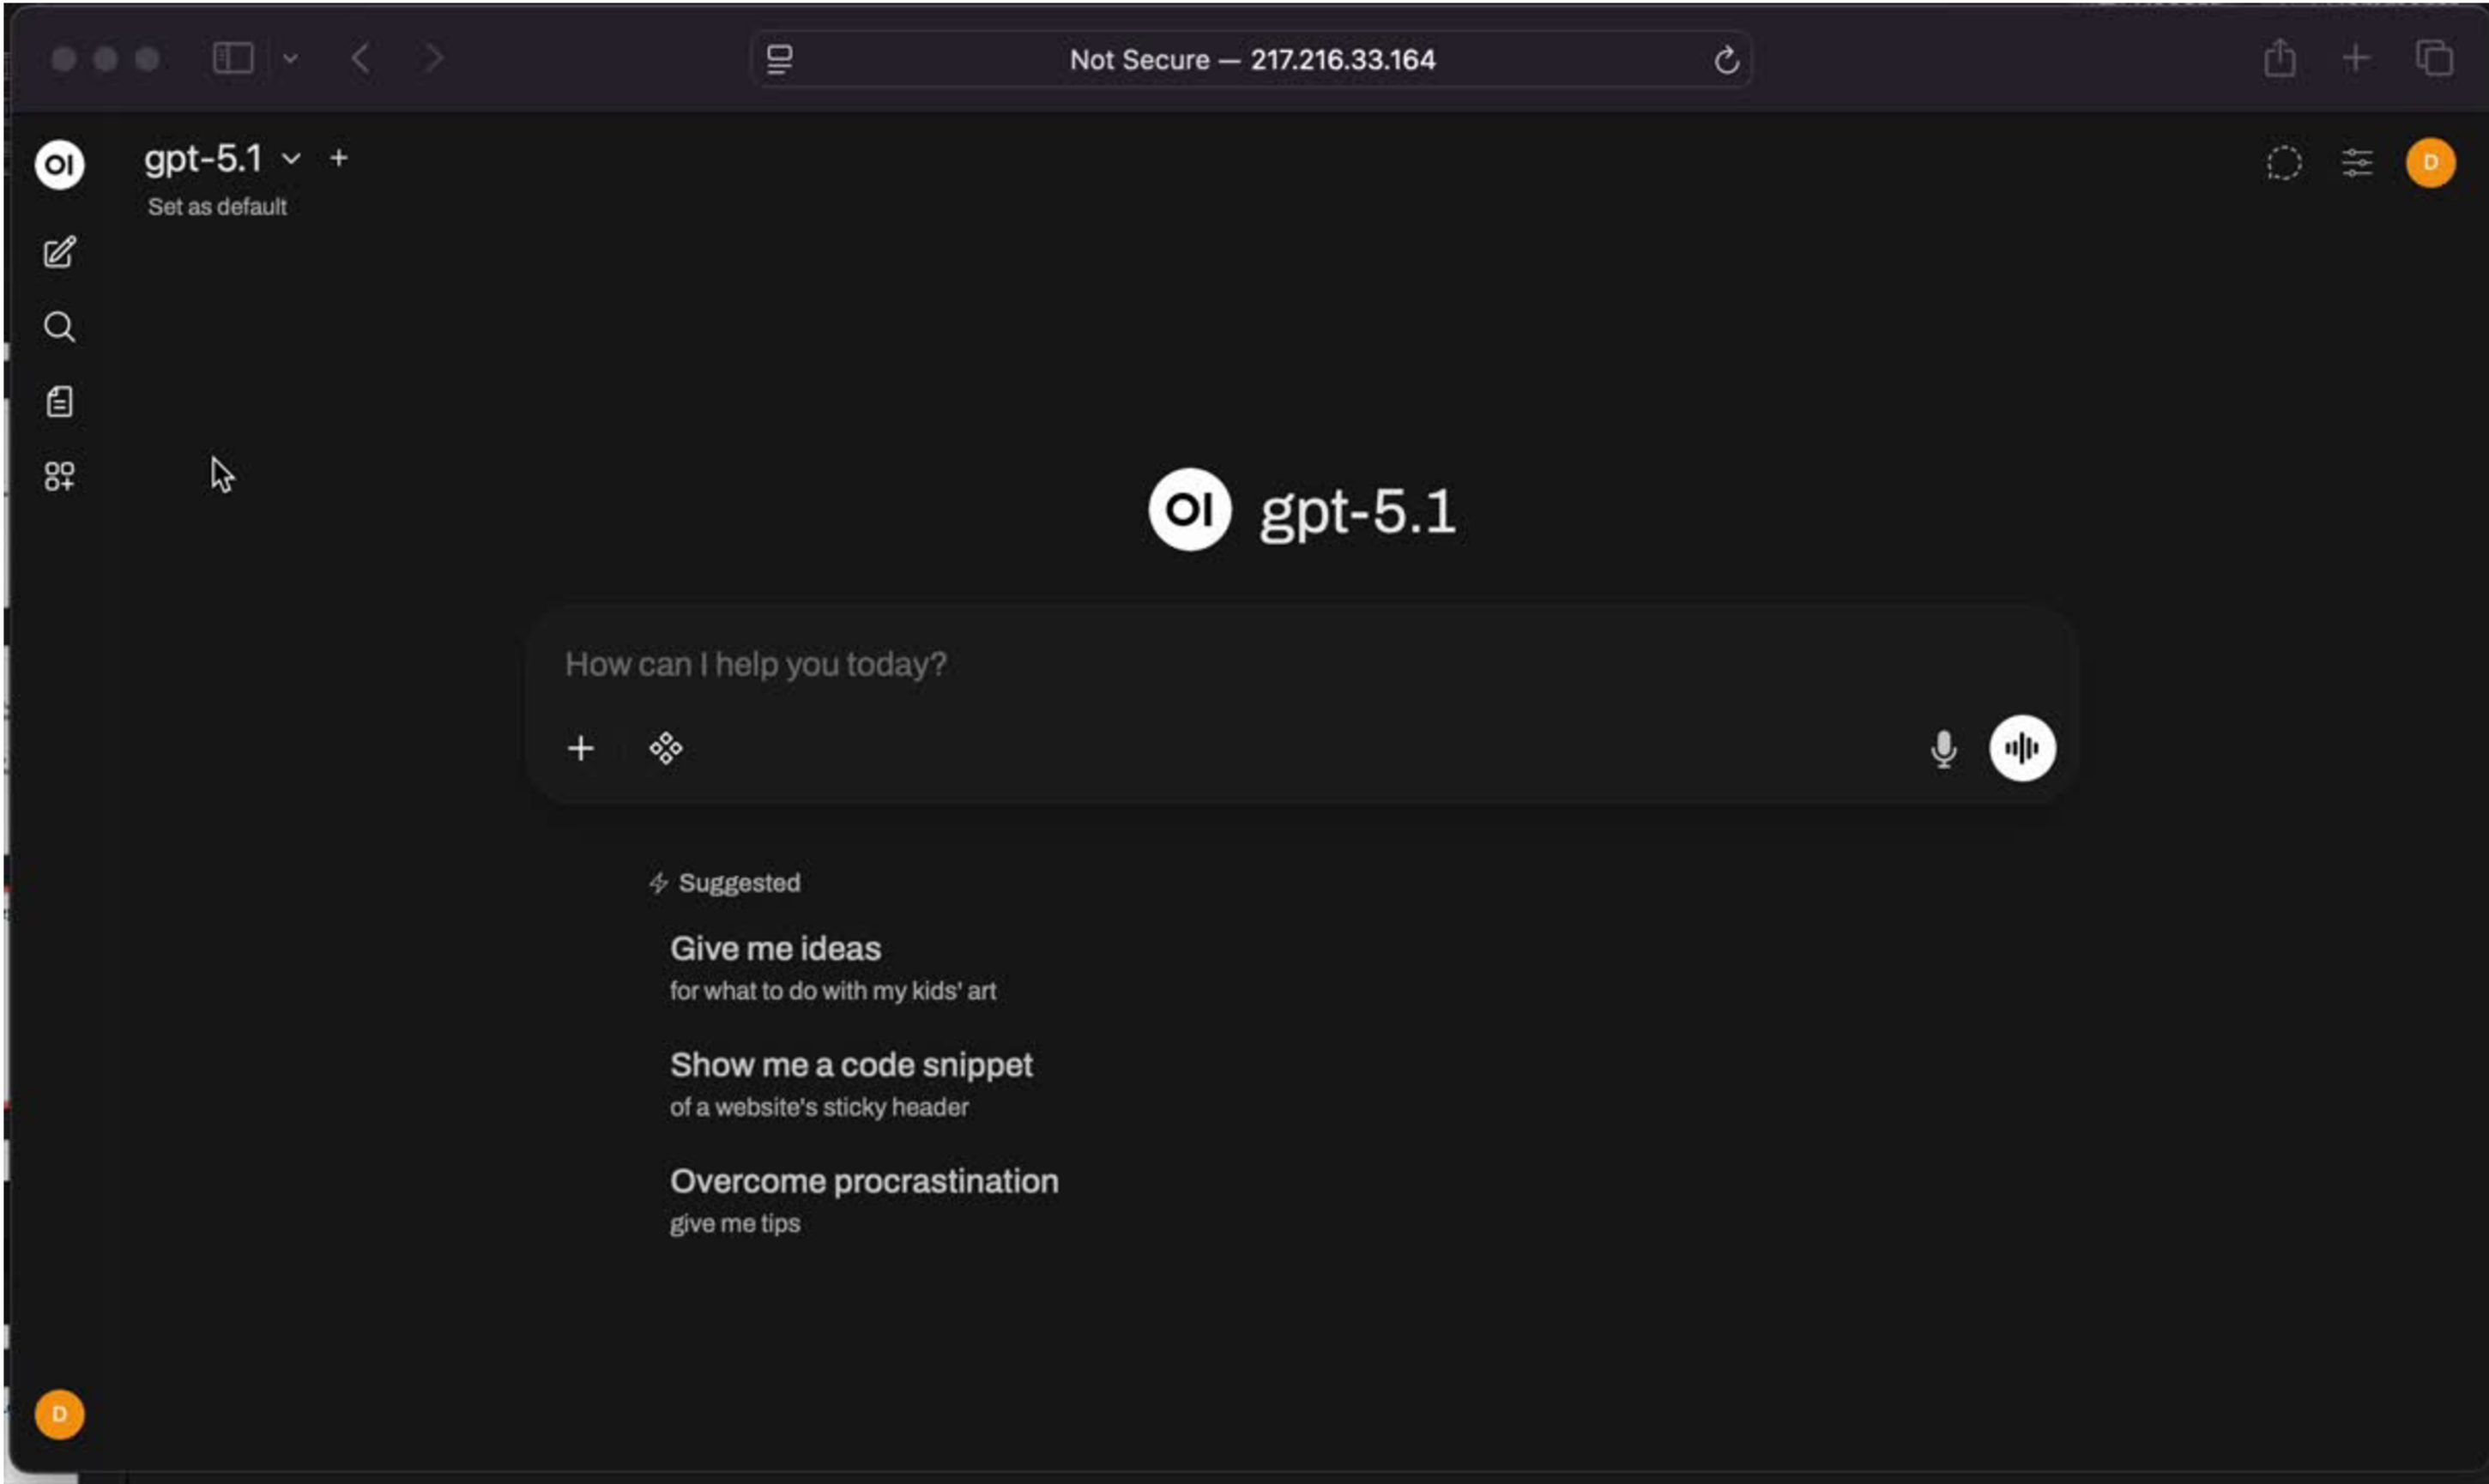 Not Secure — 217.216.33.164
OI
gpt-5.1
Set as default
D
OI gpt-5.1
How can I help you today?
Suggested
Give me ideas
for what to do with my kids' art
Show me a code snippet
of a website's sticky header
Overcome procrastination
give me tips
D